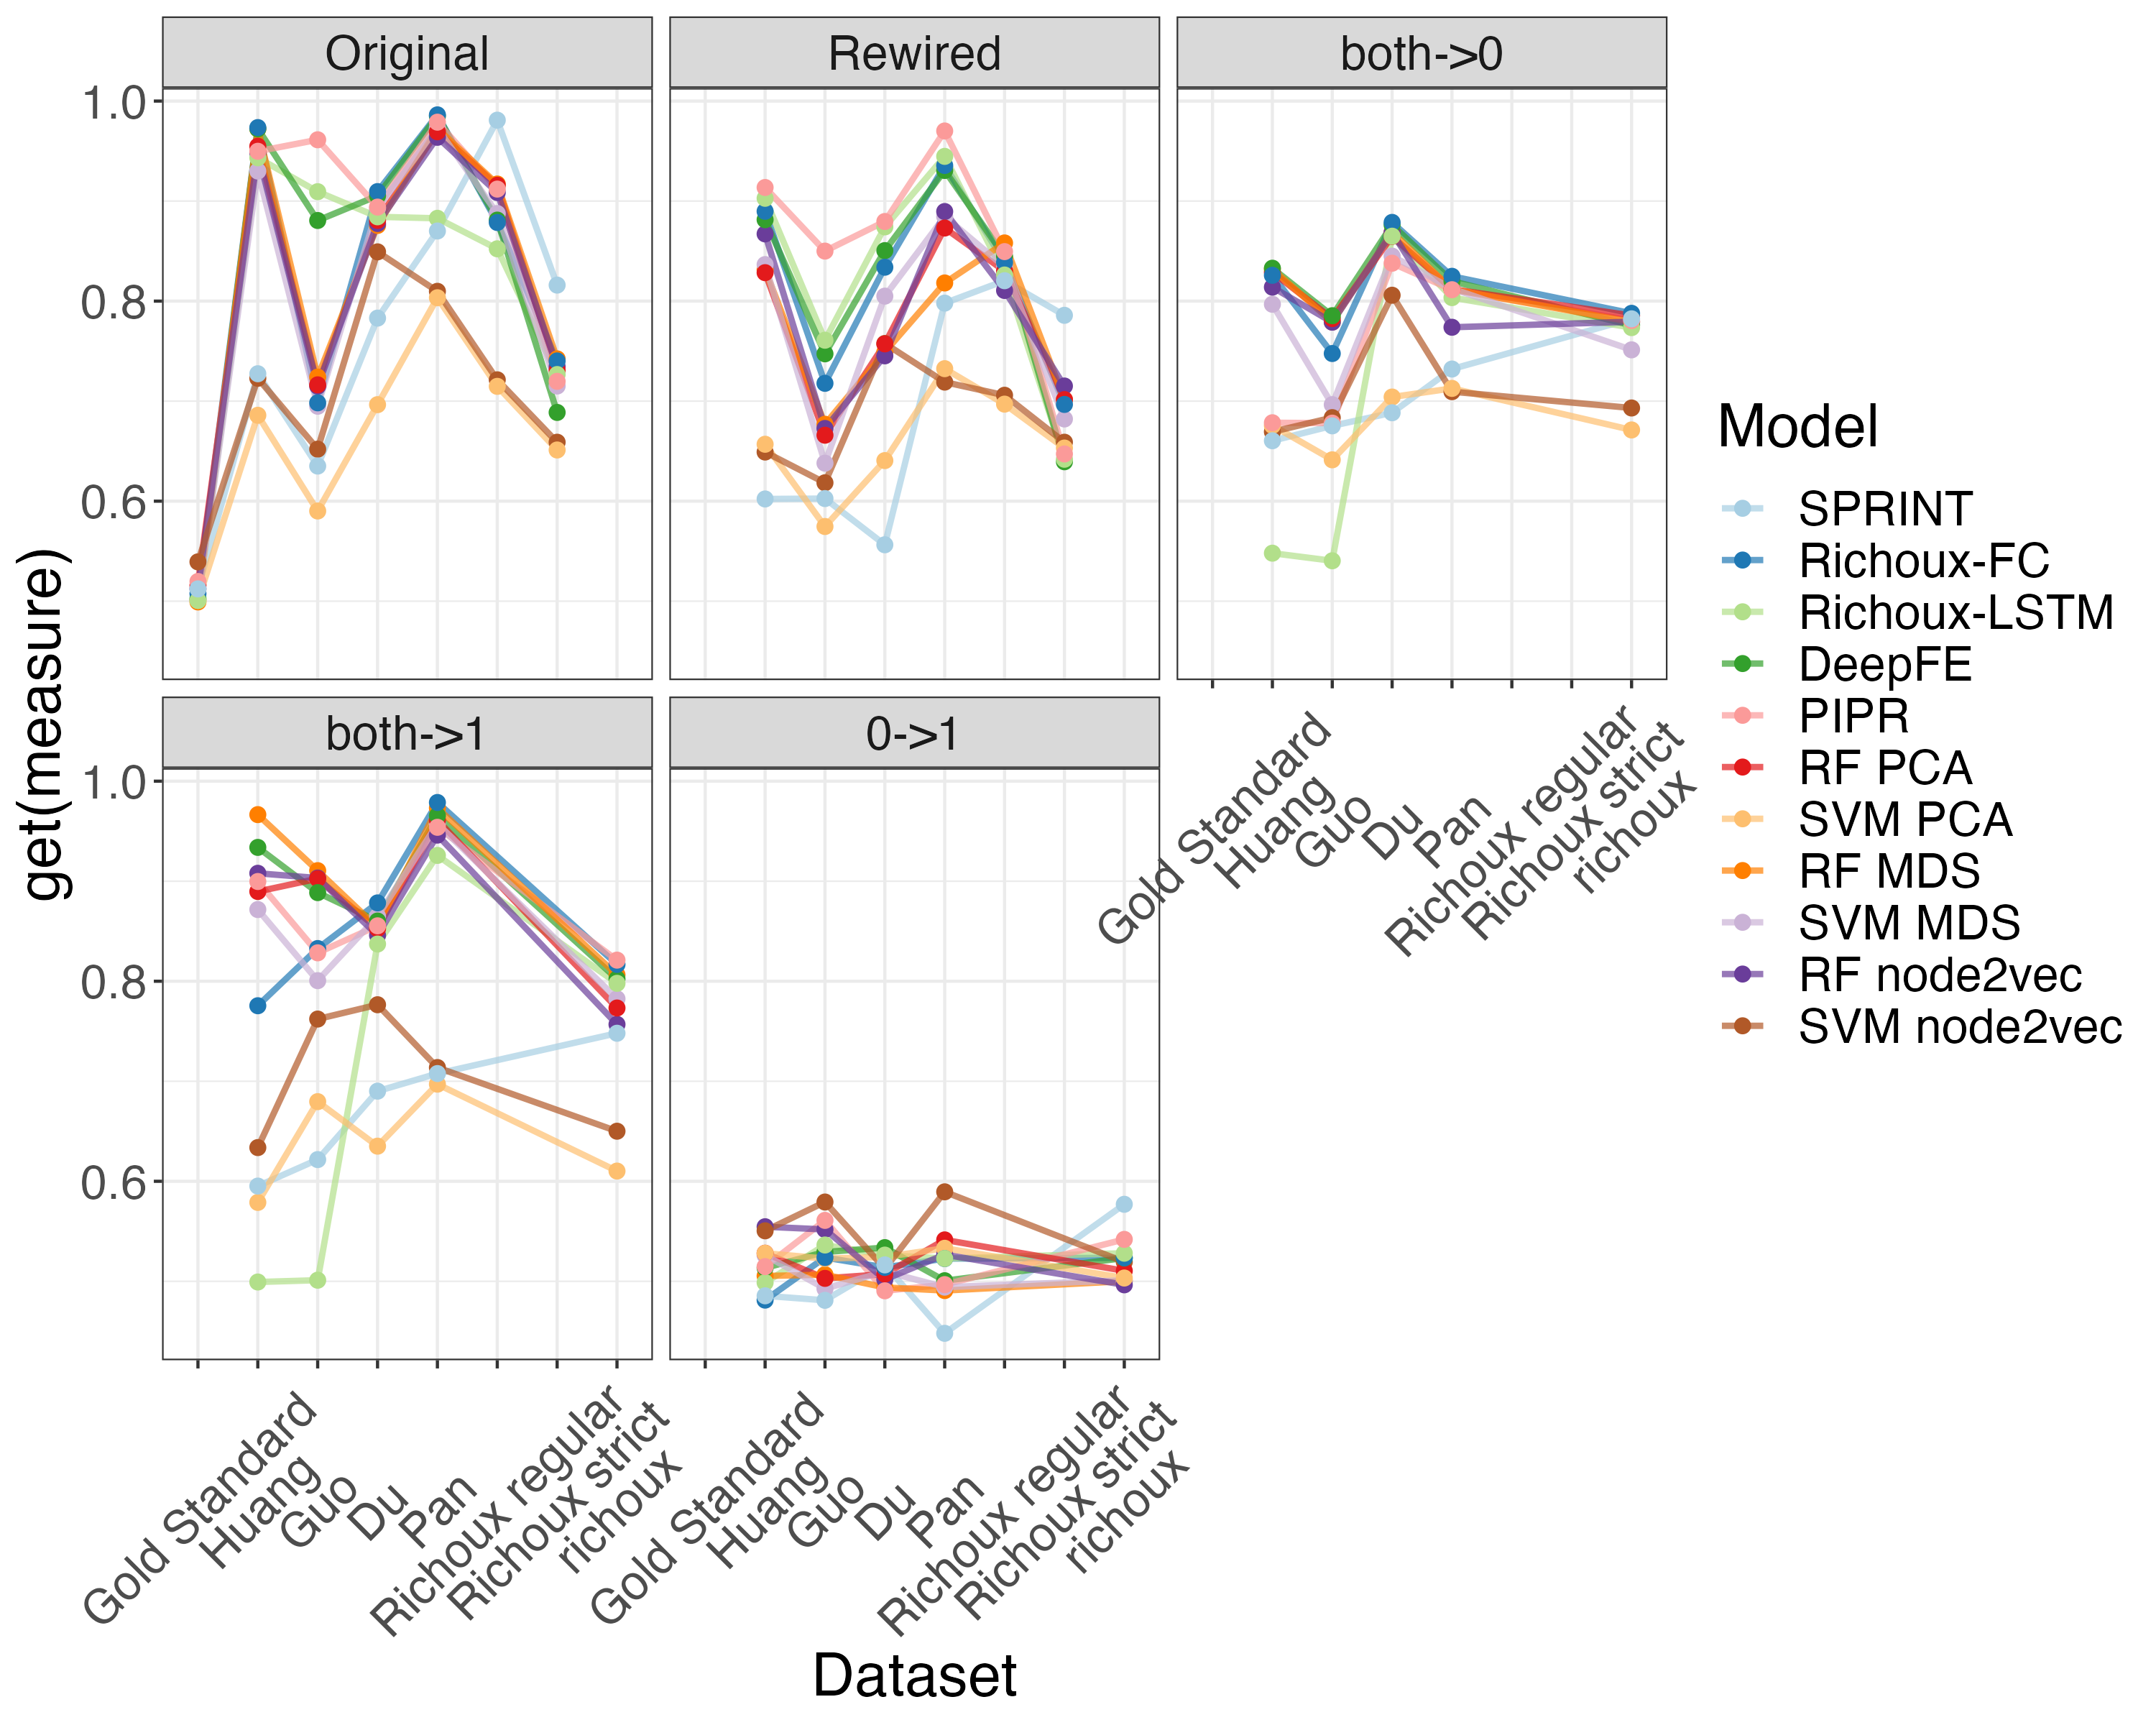 Original
Rewired
both->0
1.0
0.8
0.6
Gold Standard
Huang
Guo
Du
Pan
Richoux regular
Richoux strict
richoux
both->1
0->1
1.0
0.8
0.6
Gold Standard
Huang
Guo
Du
Pan
Richoux regular
Richoux strict
richoux
Gold Standard
Huang
Guo
Du
Pan
Richoux regular
Richoux strict
richoux
Dataset
get(measure)
Model
SPRINT
Richoux-FC
Richoux-LSTM
DeepFE
PIPR
RF PCA
SVM PCA
RF MDS
SVM MDS
RF node2vec
SVM node2vec